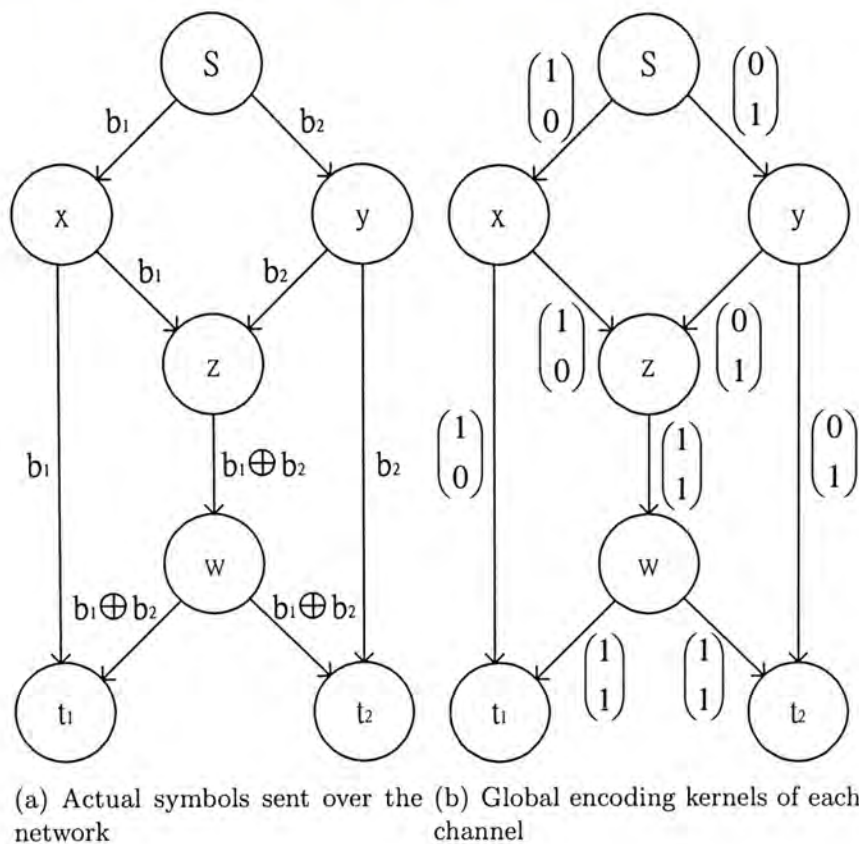 S
b₁ b₂
x y
b₁ b₂
z
b₁ b₁⊕b₂ b₂
w
b₁⊕b₂ b₁⊕b₂
t₁ t₂
(a) Actual symbols sent over the
network
(1 0) S (0 1)
x y
(1 0) z (0 1)
(1 0) (1 1) (0 1)
w
t₁ (1 1) (1 1) t₂
(b) Global encoding kernels of each
channel